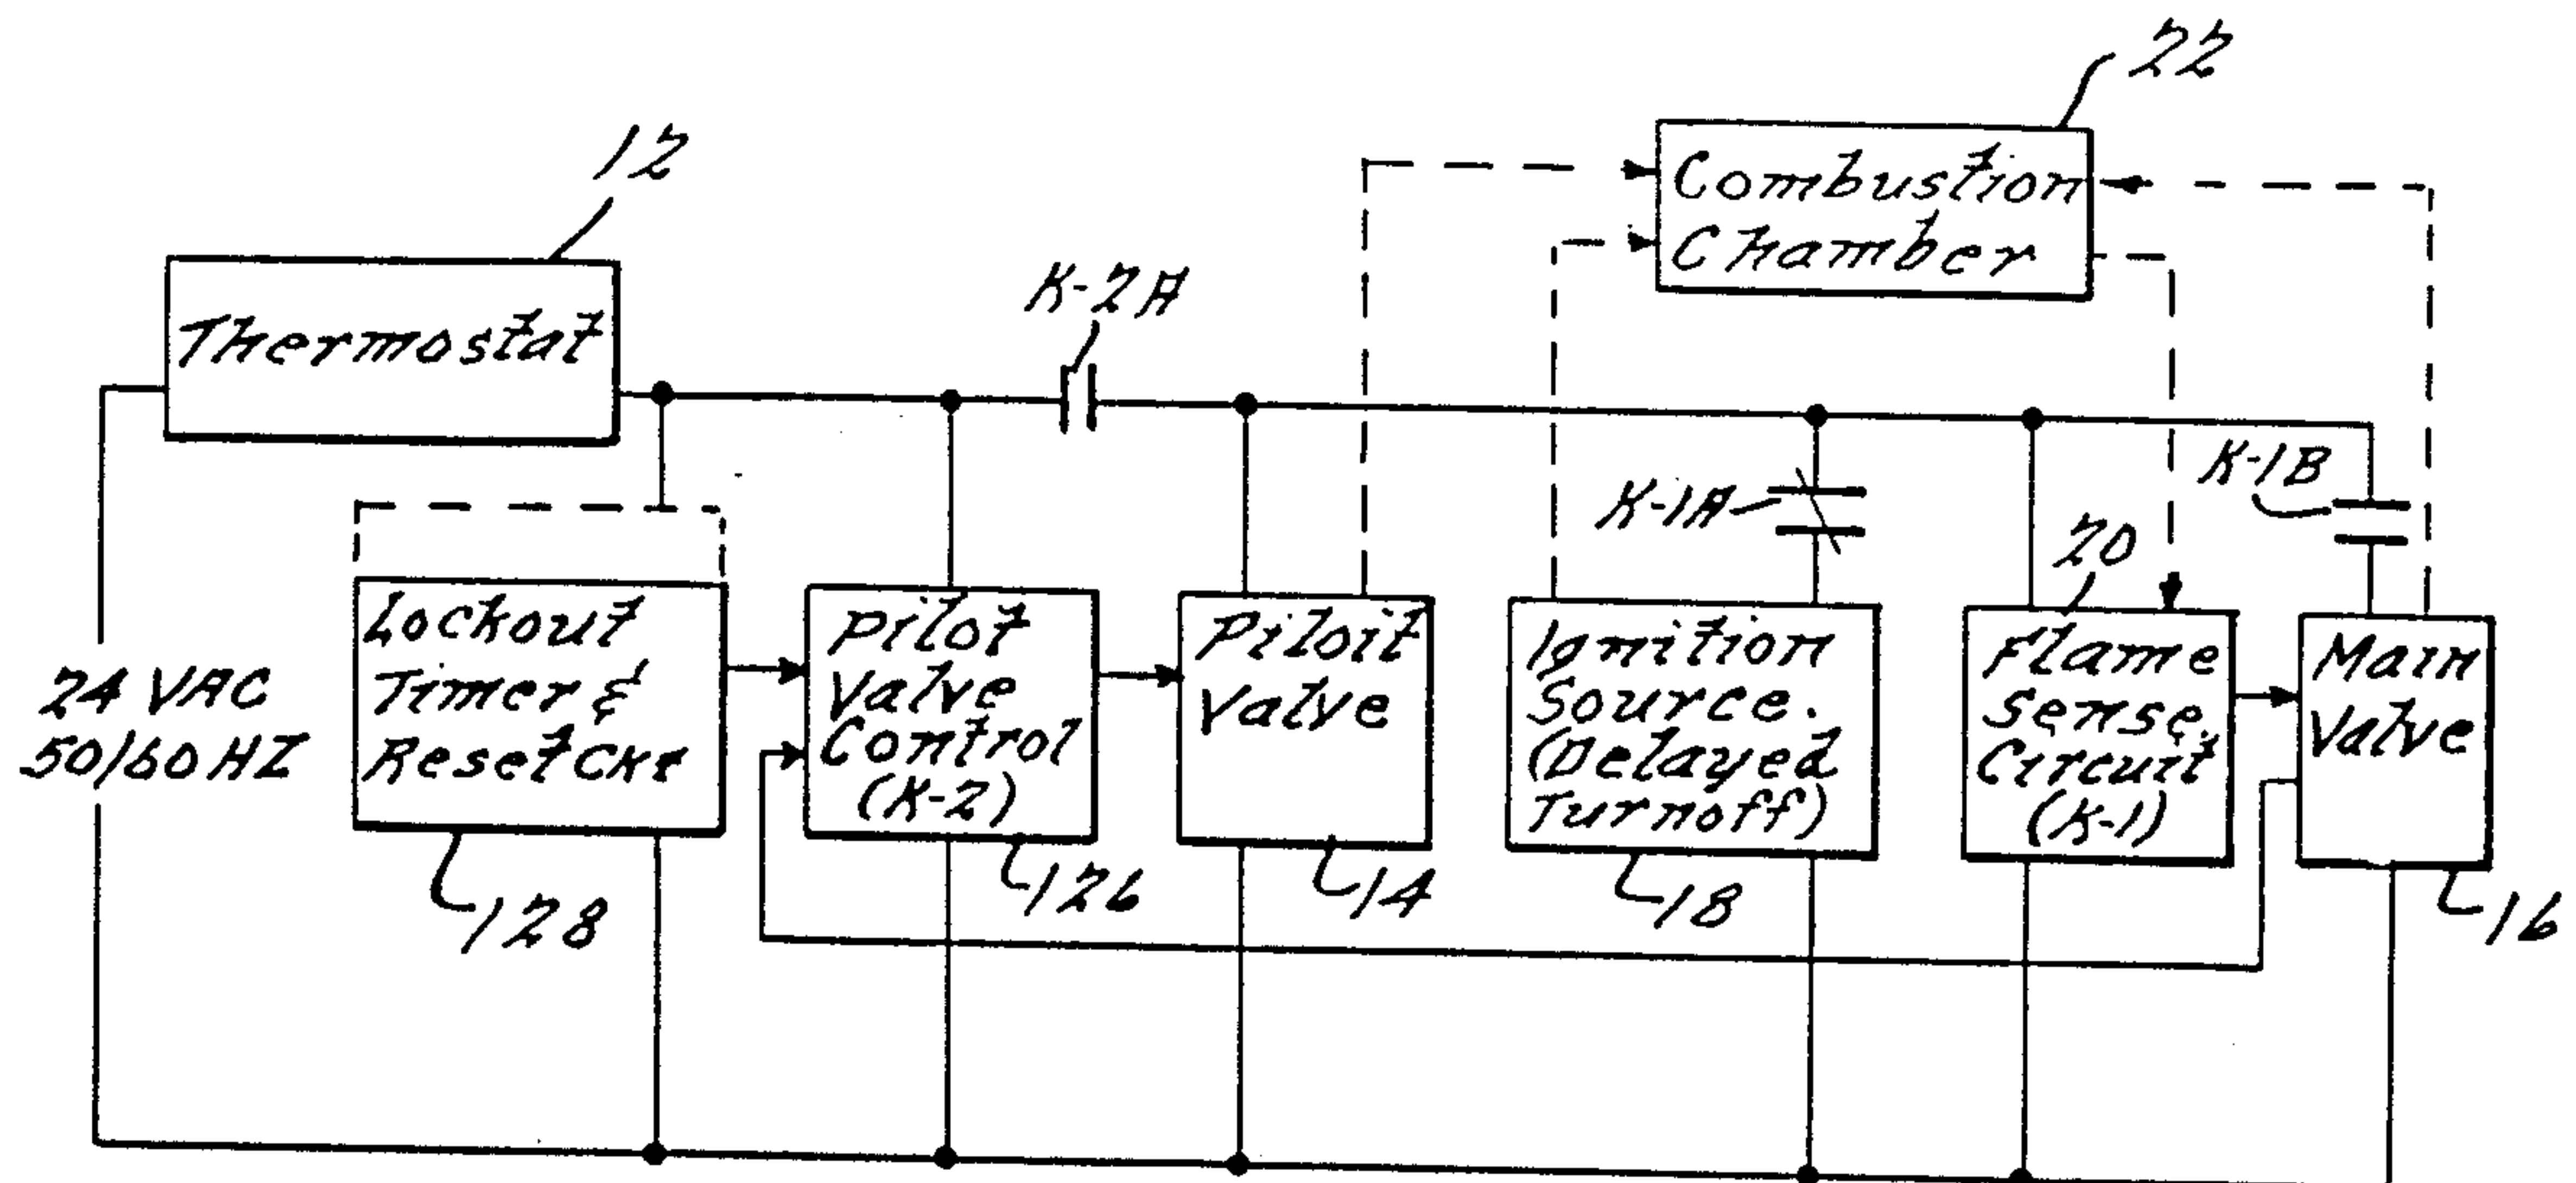 22
12
Combustion
Chamber
K-2A
Thermostat
K-1B
K-1A
20
Lockout
Timer &
Reset Ckt
Pilot
Valve
Control
(K-2)
Piloit
Valve
Ignition
Source.
(Delayed
Turnoff)
Flame
Sense.
Circuit
(K-1)
Main
Valve
24 VAC
50/60 HZ
128
126
14
18
16